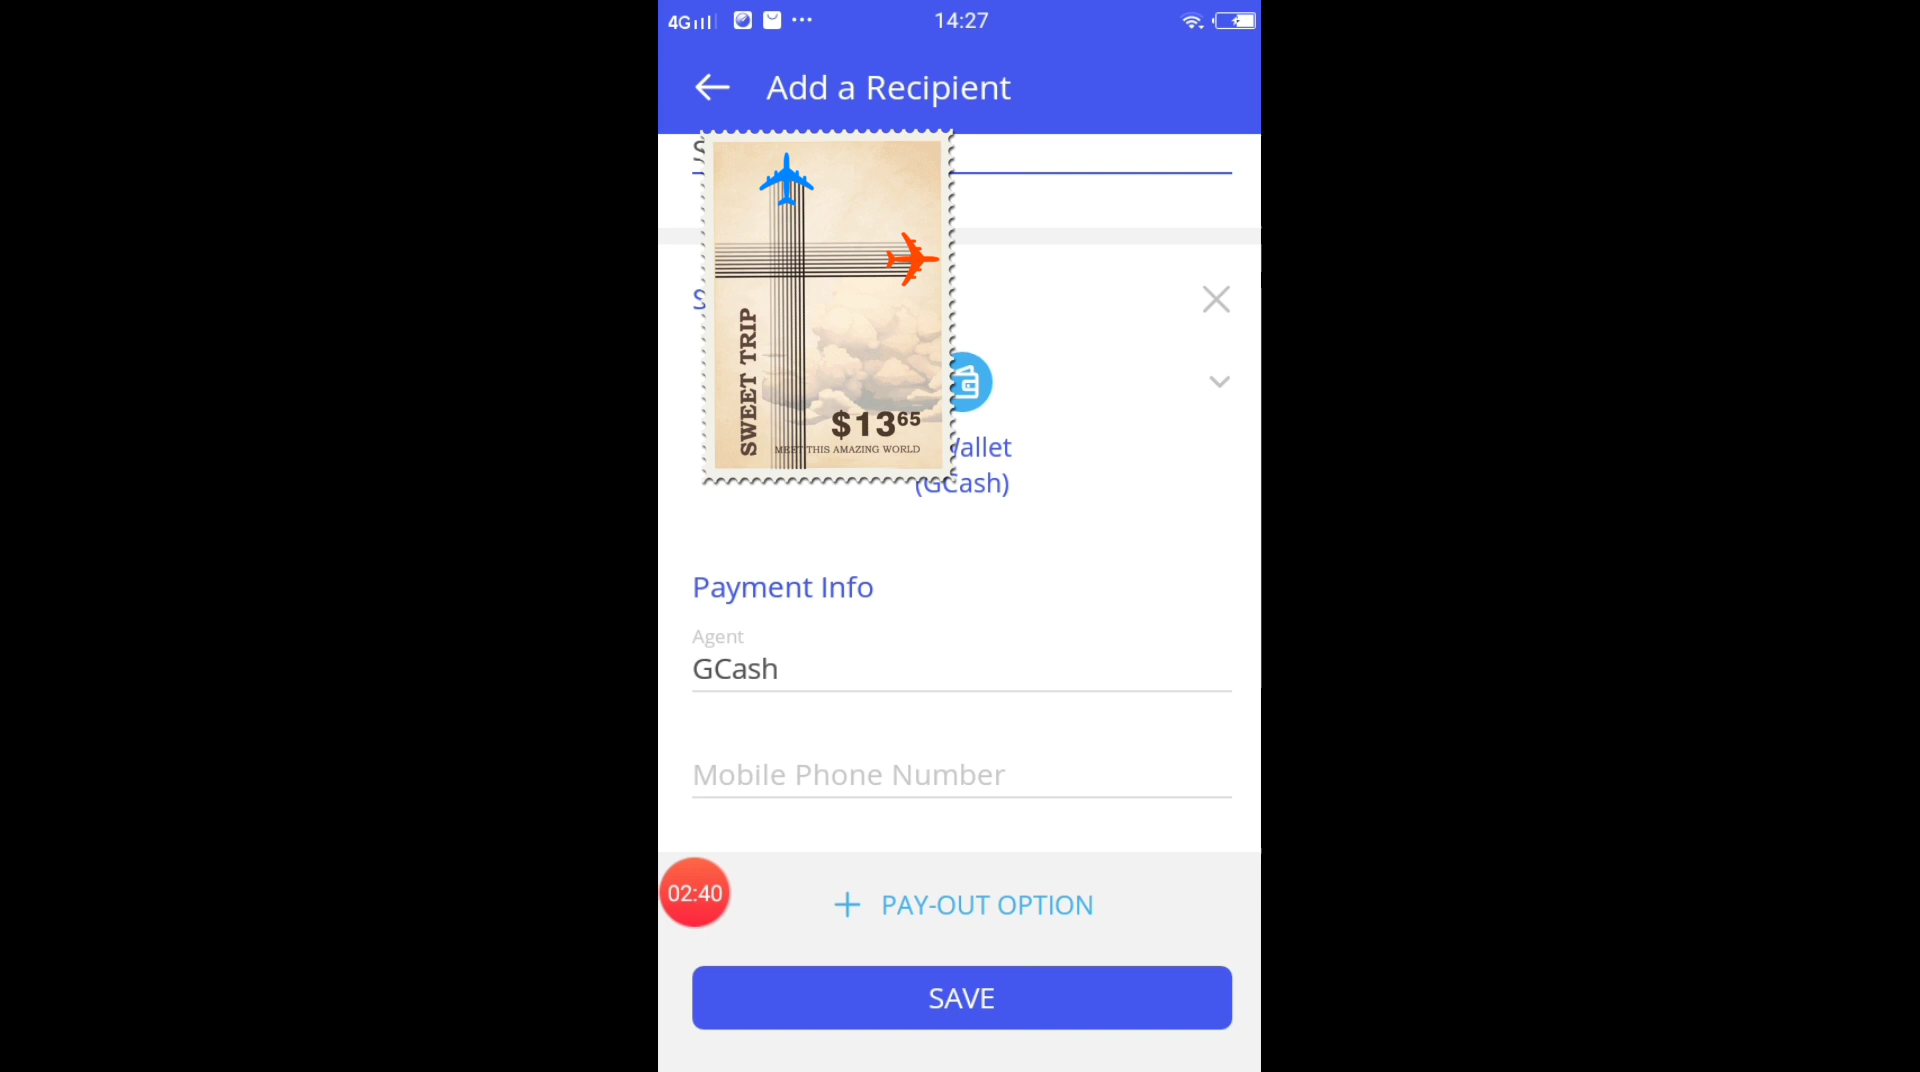 4G
14:27
Add a Recipient
SWEET TRIP
$13 65
MEET THIS AMAZING WORLD
(GCash)
Payment Info
Agent
GCash
Mobile Phone Number
02:40
+ PAY-OUT OPTION
SAVE